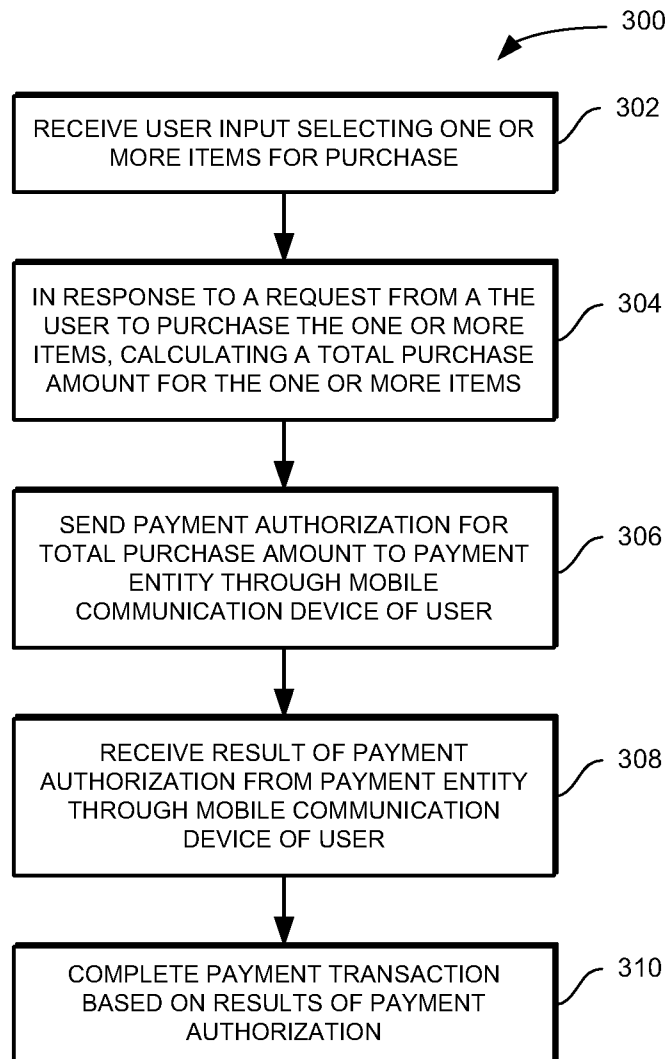 300
RECEIVE USER INPUT SELECTING ONE OR
MORE ITEMS FOR PURCHASE
302
IN RESPONSE TO A REQUEST FROM A THE
USER TO PURCHASE THE ONE OR MORE
ITEMS, CALCULATING A TOTAL PURCHASE
AMOUNT FOR THE ONE OR MORE ITEMS
304
SEND PAYMENT AUTHORIZATION FOR
TOTAL PURCHASE AMOUNT TO PAYMENT
ENTITY THROUGH MOBILE
COMMUNICATION DEVICE OF USER
306
RECEIVE RESULT OF PAYMENT
AUTHORIZATION FROM PAYMENT ENTITY
THROUGH MOBILE COMMUNICATION
DEVICE OF USER
308
COMPLETE PAYMENT TRANSACTION
BASED ON RESULTS OF PAYMENT
AUTHORIZATION
310